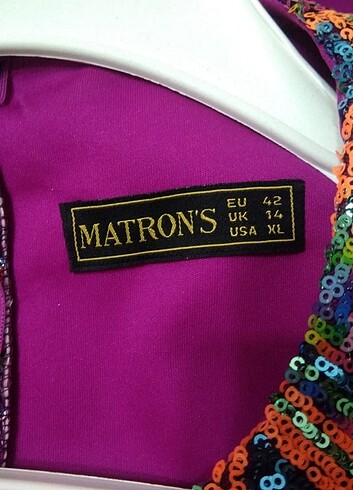 MATRON'S
EU 42
UK 14
USA XL